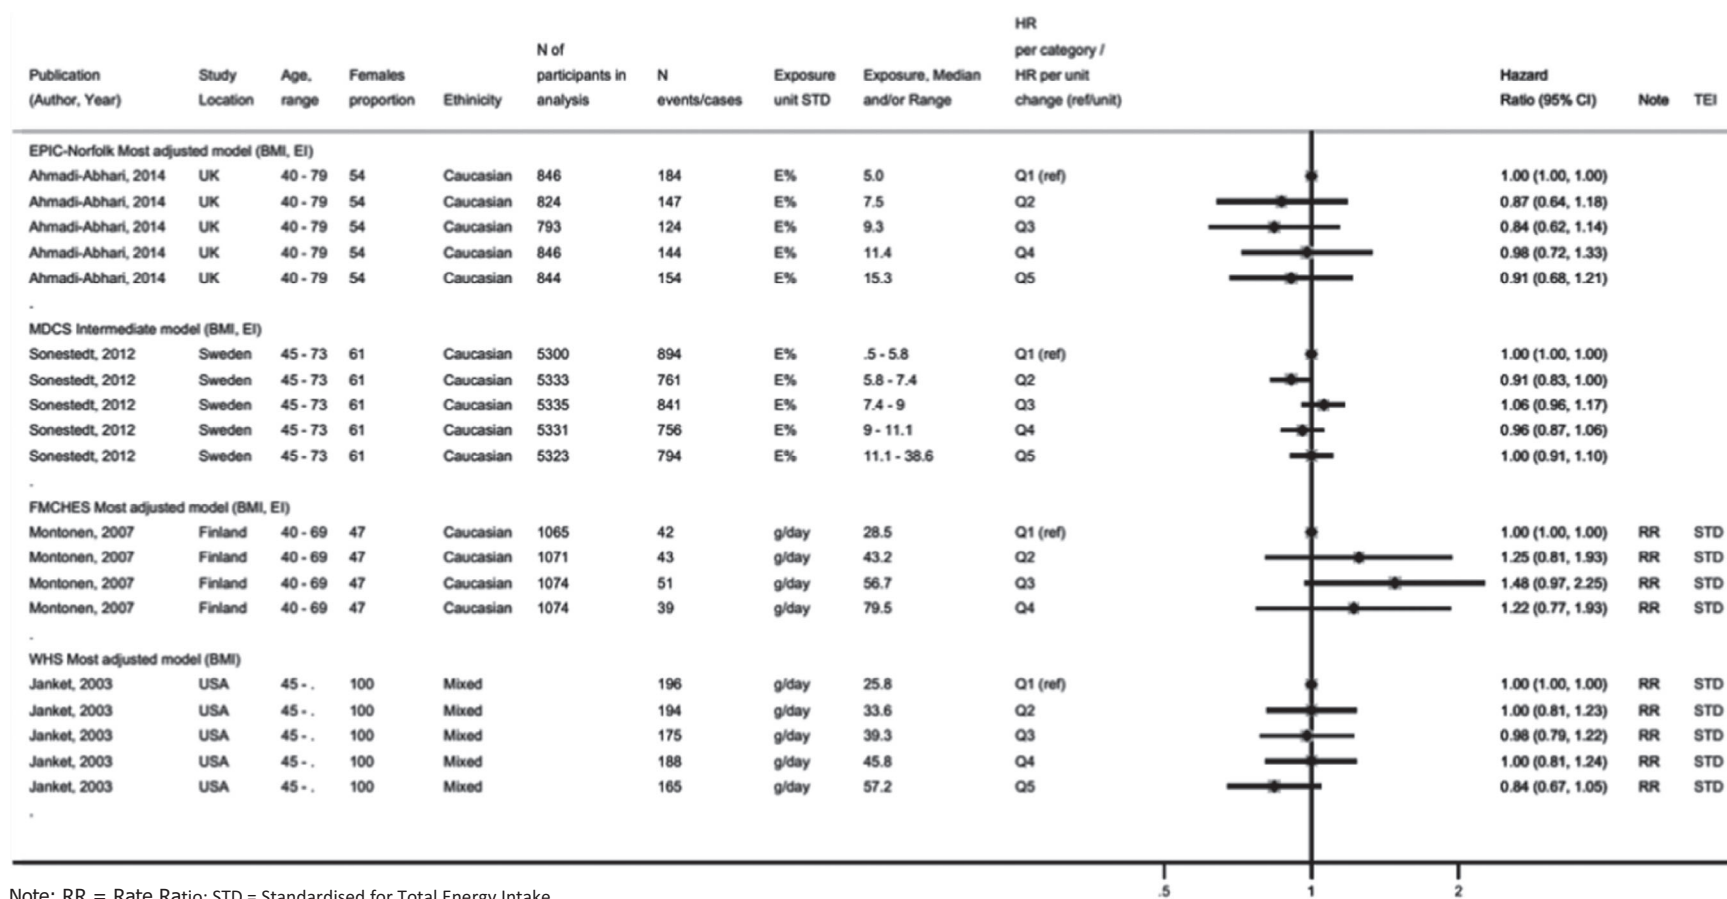 HR
N of per category /
Publication Study Age, Females participants in N Exposure Exposure, Median HR per unit Hazard
(Author, Year) Location range proportion Ethinicity analysis events/cases unit STD and/or Range change (ref/unit) Ratio (95% CI) Note TEI
EPIC-Norfolk Most adjusted model (BMI, EI)
Ahmadi-Abhari, 2014 UK 40 - 79 54 Caucasian 846 184 E% 5.0 Q1 (ref) 1.00 (1.00, 1.00)
Ahmadi-Abhari, 2014 UK 40 - 79 54 Caucasian 824 147 E% 7.5 Q2 0.87 (0.64, 1.18)
Ahmadi-Abhari, 2014 UK 40 - 79 54 Caucasian 793 124 E% 9.3 Q3 0.84 (0.62, 1.14)
Ahmadi-Abhari, 2014 UK 40 - 79 54 Caucasian 846 144 E% 11.4 Q4 0.98 (0.72, 1.33)
Ahmadi-Abhari, 2014 UK 40 - 79 54 Caucasian 844 154 E% 15.3 Q5 0.91 (0.68, 1.21)
.
MDCS Intermediate model (BMI, EI)
Sonestedt, 2012 Sweden 45 - 73 61 Caucasian 5300 894 E% .5 - 5.8 Q1 (ref) 1.00 (1.00, 1.00)
Sonestedt, 2012 Sweden 45 - 73 61 Caucasian 5333 761 E% 5.8 - 7.4 Q2 0.91 (0.83, 1.00)
Sonestedt, 2012 Sweden 45 - 73 61 Caucasian 5335 841 E% 7.4 - 9 Q3 1.06 (0.96, 1.17)
Sonestedt, 2012 Sweden 45 - 73 61 Caucasian 5331 756 E% 9 - 11.1 Q4 0.96 (0.87, 1.06)
Sonestedt, 2012 Sweden 45 - 73 61 Caucasian 5323 794 E% 11.1 - 38.6 Q5 1.00 (0.91, 1.10)
.
FMCHES Most adjusted model (BMI, EI)
Montonen, 2007 Finland 40 - 69 47 Caucasian 1065 42 g/day 28.5 Q1 (ref) 1.00 (1.00, 1.00) RR STD
Montonen, 2007 Finland 40 - 69 47 Caucasian 1071 43 g/day 43.2 Q2 1.25 (0.81, 1.93) RR STD
Montonen, 2007 Finland 40 - 69 47 Caucasian 1074 51 g/day 56.7 Q3 1.48 (0.97, 2.25) RR STD
Montonen, 2007 Finland 40 - 69 47 Caucasian 1074 39 g/day 79.5 Q4 1.22 (0.77, 1.93) RR STD
.
WHS Most adjusted model (BMI)
Janket, 2003 USA 45 - . 100 Mixed 196 g/day 25.8 Q1 (ref) 1.00 (1.00, 1.00) RR STD
Janket, 2003 USA 45 - . 100 Mixed 194 g/day 33.6 Q2 1.00 (0.81, 1.23) RR STD
Janket, 2003 USA 45 - . 100 Mixed 175 g/day 39.3 Q3 0.98 (0.79, 1.22) RR STD
Janket, 2003 USA 45 - . 100 Mixed 188 g/day 45.8 Q4 1.00 (0.81, 1.24) RR STD
Janket, 2003 USA 45 - . 100 Mixed 165 g/day 57.2 Q5 0.84 (0.67, 1.05) RR STD
.
.5 1 2
Note: RR = Rate Ratio; STD = Standardised for Total Energy Intake